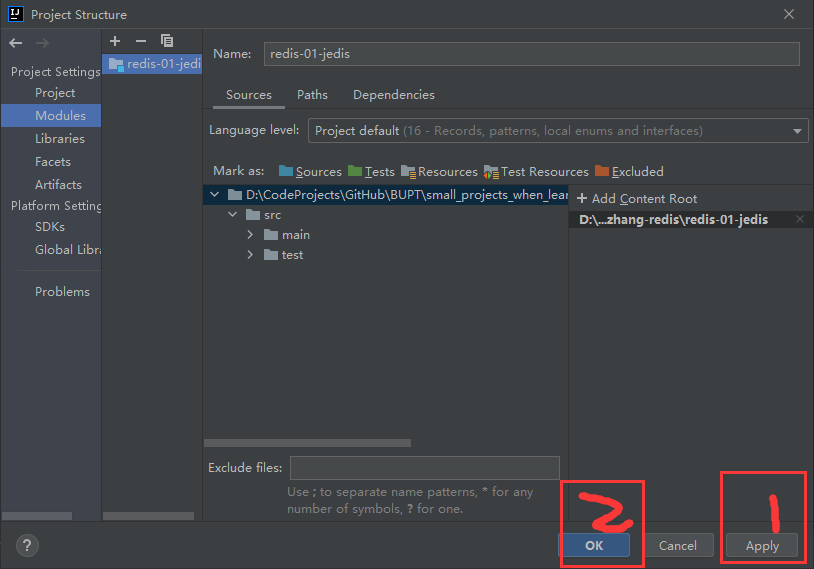 Project Structure
Project Settings
Project
Modules
Libraries
Facets
Artifacts
Platform Setting
SDKs
Global Libra
Problems
redis-01-jedi
Name: redis-01-jedis
Sources Paths Dependencies
Language level: Project default (16 - Records, patterns, local enums and interfaces)
Mark as: Sources Tests Resources Test Resources Excluded
D:\CodeProjects\GitHub\BUPT\small_projects_when_lear
src
main
test
+ Add Content Root
D:\...zhang-redis\redis-01-jedis
Exclude files:
Use ; to separate name patterns, * for any
number of symbols, ? for one.
2 1
? OK Cancel Apply